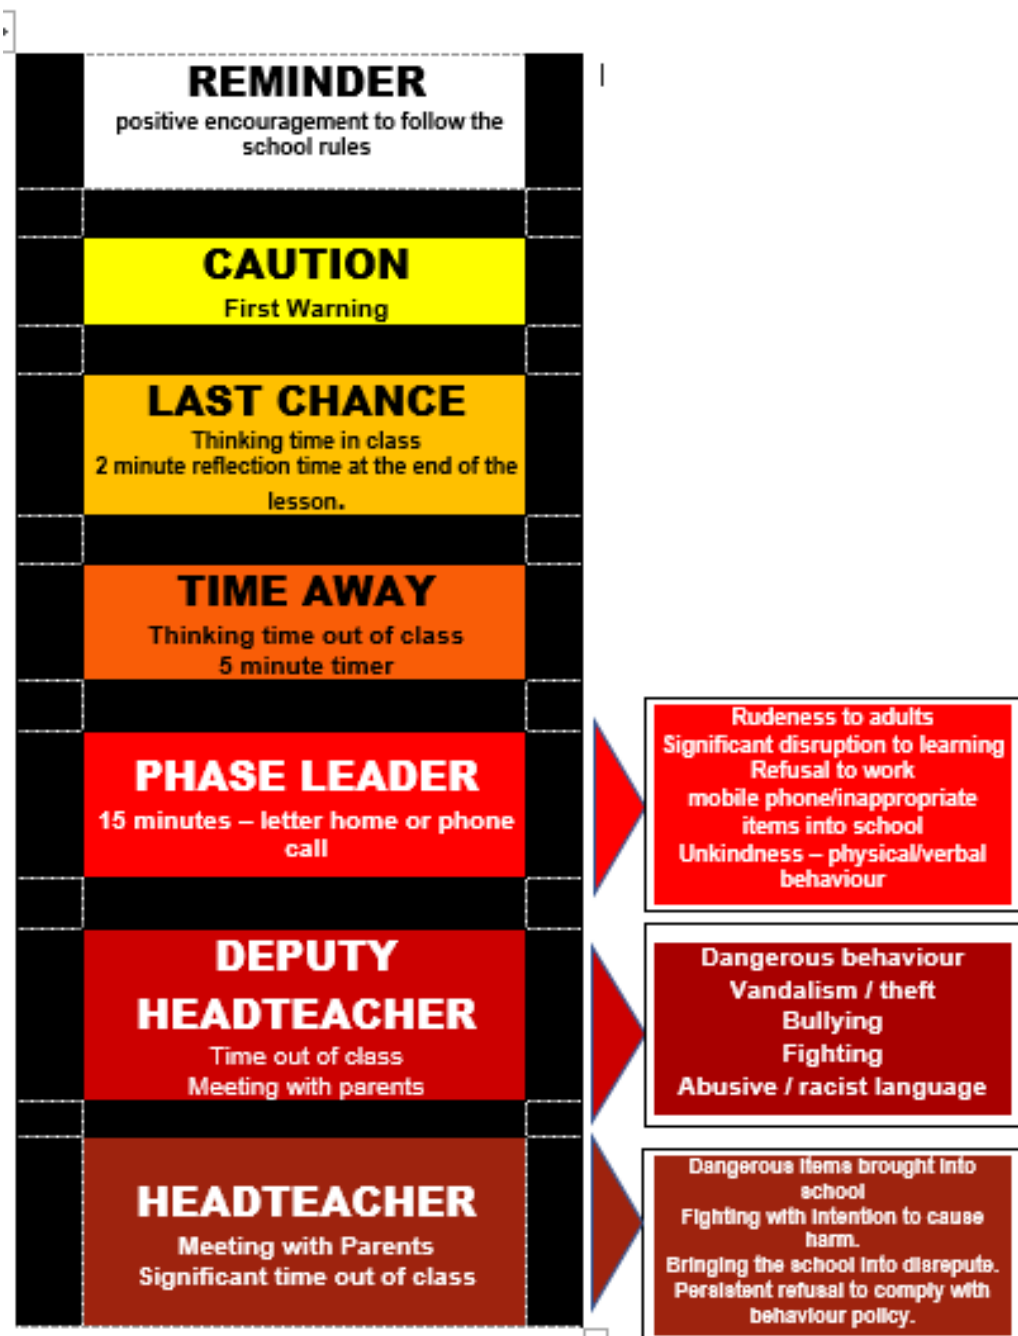 REMINDER
positive encouragement to follow the
school rules
CAUTION
First Warning
LAST CHANCE
Thinking time in class
2 minute reflection time at the end of the
lesson.
TIME AWAY
Thinking time out of class
5 minute timer
PHASE LEADER
15 minutes – letter home or phone
call
Rudeness to adults
Significant disruption to learning
Refusal to work
mobile phone/inappropriate
items into school
Unkindness – physical/verbal
behaviour
DEPUTY
HEADTEACHER
Time out of class
Meeting with parents
Dangerous behaviour
Vandalism / theft
Bullying
Fighting
Abusive / racist language
HEADTEACHER
Meeting with Parents
Significant time out of class
Dangerous items brought into
school
Fighting with intention to cause
harm.
Bringing the school into disrepute.
Persistent refusal to comply with
behaviour policy.